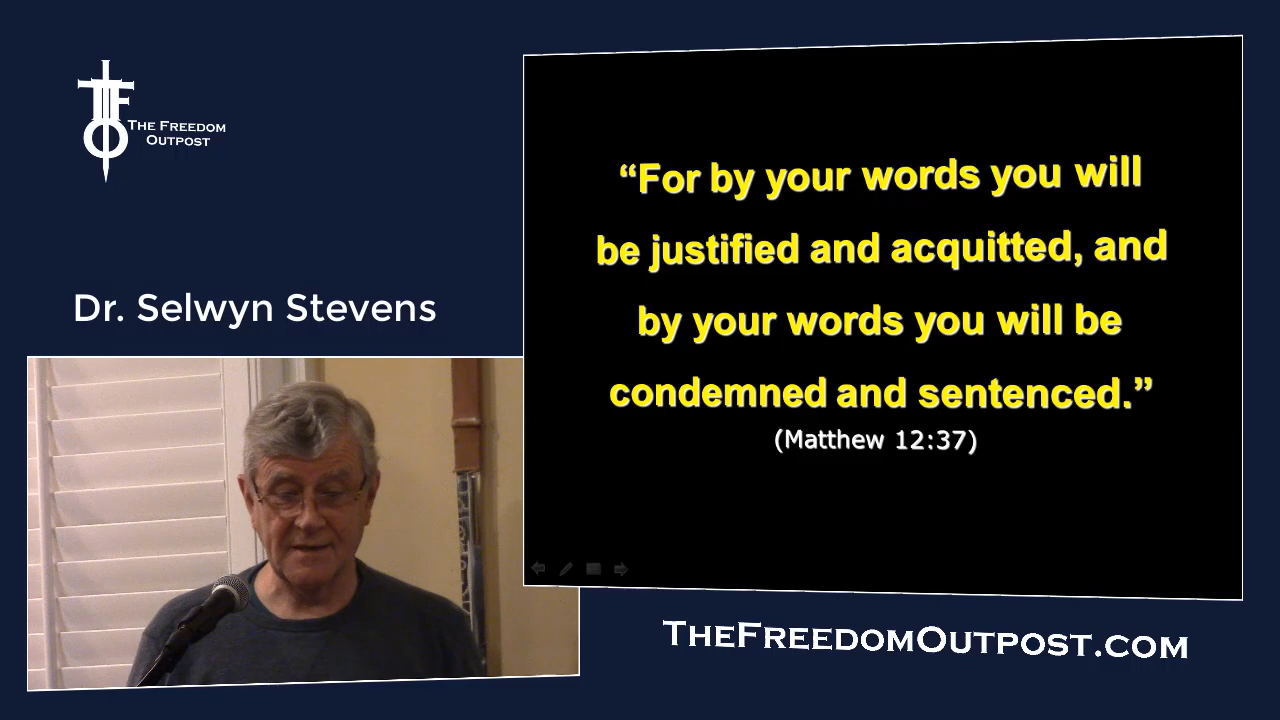 The Freedom
Outpost
Dr. Selwyn Stevens
“For by your words you will
be justified and acquitted, and
by your words you will be
condemned and sentenced.”
(Matthew 12:37)
TheFreedomOutpost.com